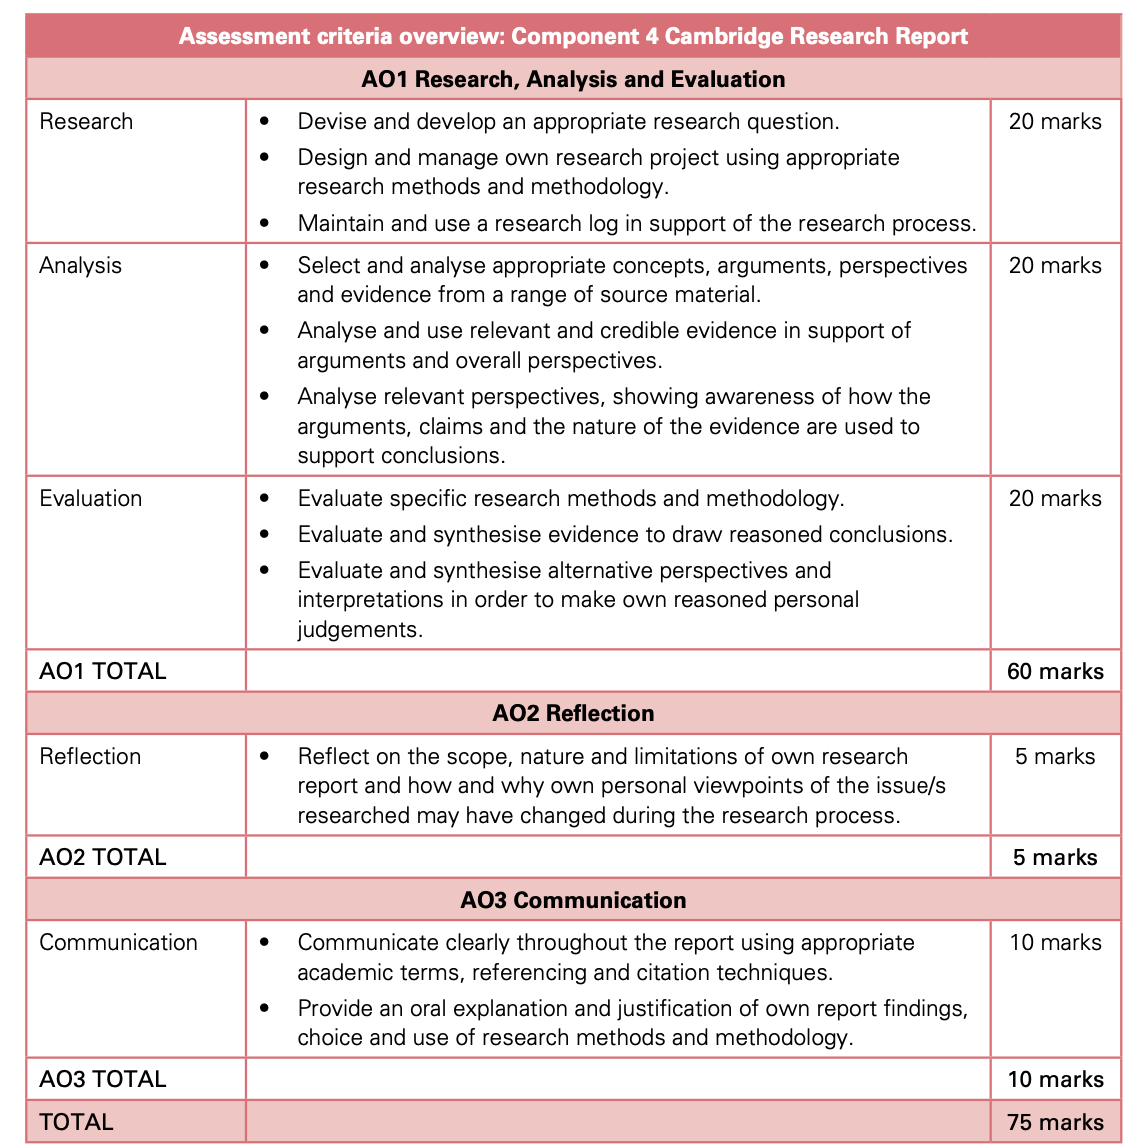 Assessment criteria overview: Component 4 Cambridge Research Report
AO1 Research, Analysis and Evaluation
Research
• Devise and develop an appropriate research question.
20 marks
• Design and manage own research project using appropriate
research methods and methodology.
• Maintain and use a research log in support of the research process.
Analysis
• Select and analyse appropriate concepts, arguments, perspectives
20 marks
and evidence from a range of source material.
• Analyse and use relevant and credible evidence in support of
arguments and overall perspectives.
• Analyse relevant perspectives, showing awareness of how the
arguments, claims and the nature of the evidence are used to
support conclusions.
Evaluation
• Evaluate specific research methods and methodology.
20 marks
• Evaluate and synthesise evidence to draw reasoned conclusions.
• Evaluate and synthesise alternative perspectives and
interpretations in order to make own reasoned personal
judgements.
AO1 TOTAL
60 marks
AO2 Reflection
Reflection
• Reflect on the scope, nature and limitations of own research
5 marks
report and how and why own personal viewpoints of the issue/s
researched may have changed during the research process.
AO2 TOTAL
5 marks
AO3 Communication
Communication
• Communicate clearly throughout the report using appropriate
10 marks
academic terms, referencing and citation techniques.
• Provide an oral explanation and justification of own report findings,
choice and use of research methods and methodology.
AO3 TOTAL
10 marks
TOTAL
75 marks